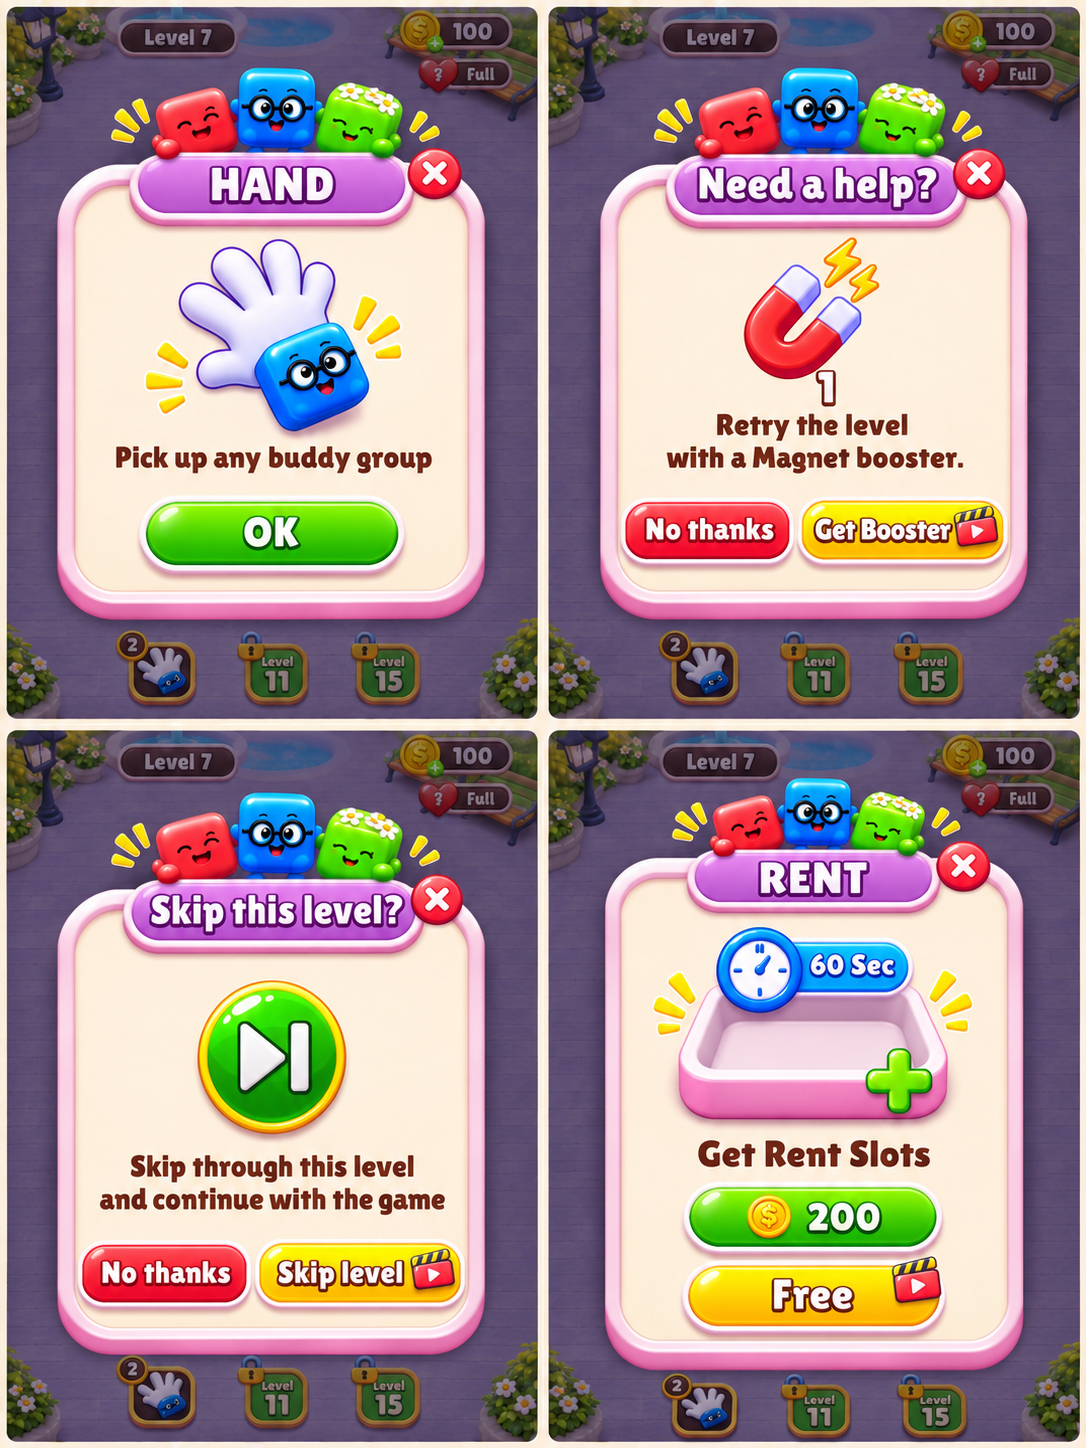 Level 7
100
Full
HAND
Pick up any buddy group
OK
2
Level
11
Level
15
Level 7
100
Full
Need a help?
1
Retry the level
with a Magnet booster.
No thanks
Get Booster
2
Level
11
Level
15
Level 7
100
Full
Skip this level?
Skip through this level
and continue with the game
No thanks
Skip level
2
Level
11
Level
15
Level 7
100
Full
RENT
60 Sec
Get Rent Slots
200
Free
2
Level
11
Level
15